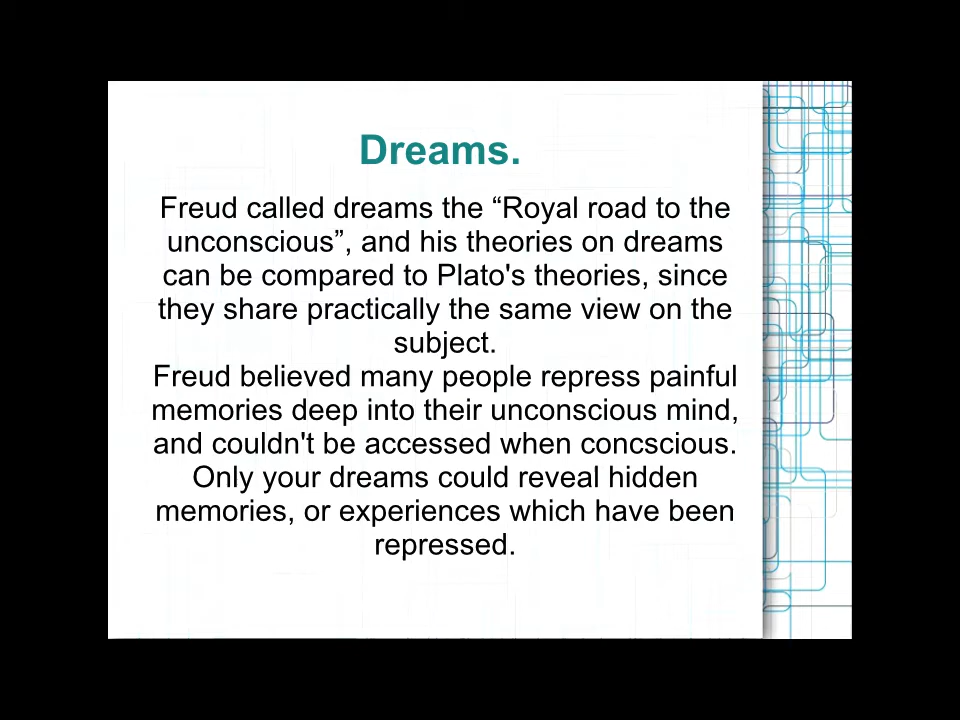 Dreams.
Freud called dreams the “Royal road to the
unconscious”, and his theories on dreams
can be compared to Plato's theories, since
they share practically the same view on the
subject.
Freud believed many people repress painful
memories deep into their unconscious mind,
and couldn't be accessed when concscious.
Only your dreams could reveal hidden
memories, or experiences which have been
repressed.